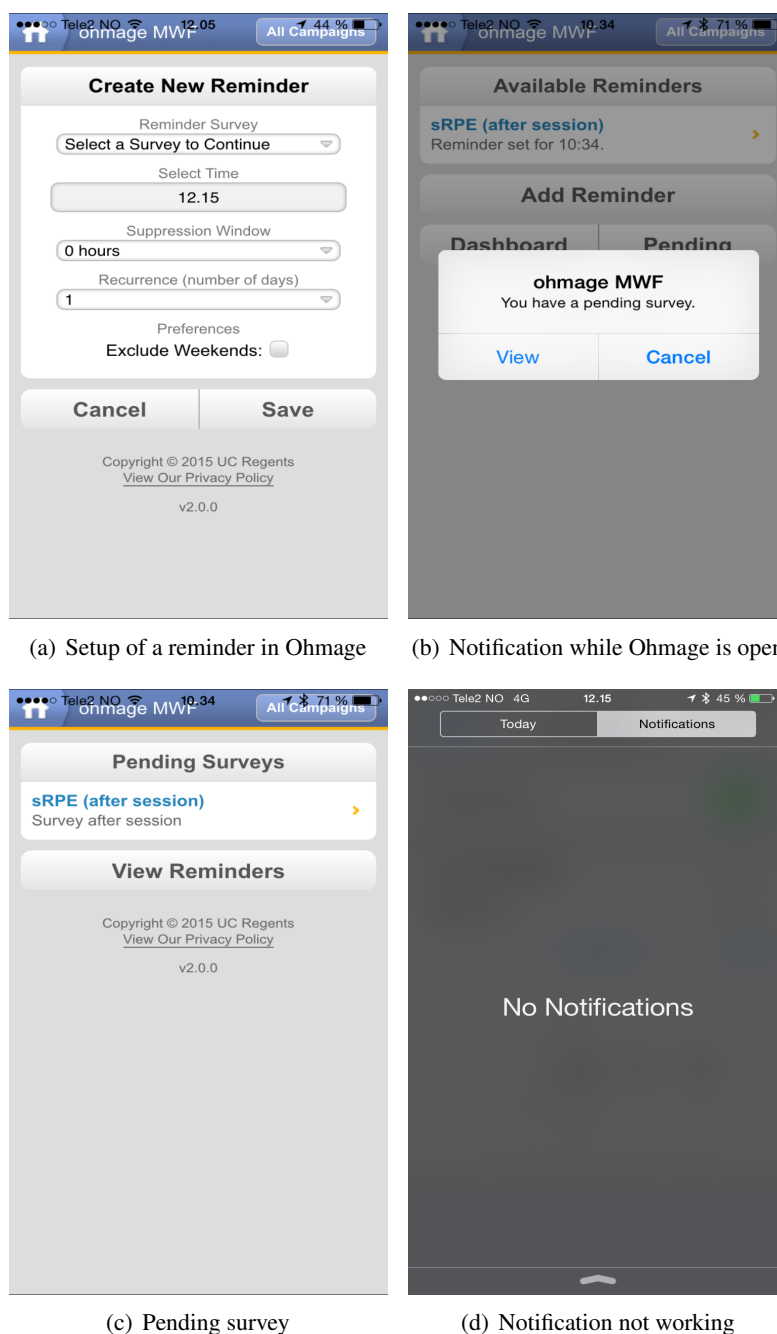 Tele2 NO 12.05 44 %
ohmage MWF All Campaigns
Create New Reminder
Reminder Survey
Select a Survey to Continue
Select Time
12.15
Suppression Window
0 hours
Recurrence (number of days)
1
Preferences
Exclude Weekends:
Cancel Save
Copyright © 2015 UC Regents
View Our Privacy Policy
v2.0.0
(a) Setup of a reminder in Ohmage
Tele2 NO 10.34 71 %
ohmage MWF All Campaigns
Available Reminders
sRPE (after session)
Reminder set for 10:34.
Add Reminder
Dashboard Pending
ohmage MWF
You have a pending survey.
View Cancel
(b) Notification while Ohmage is open
Tele2 NO 10.34 71 %
ohmage MWF All Campaigns
Pending Surveys
sRPE (after session)
Survey after session
View Reminders
Copyright © 2015 UC Regents
View Our Privacy Policy
v2.0.0
(c) Pending survey
Tele2 NO 4G 12.15 45 %
Today Notifications
No Notifications
(d) Notification not working